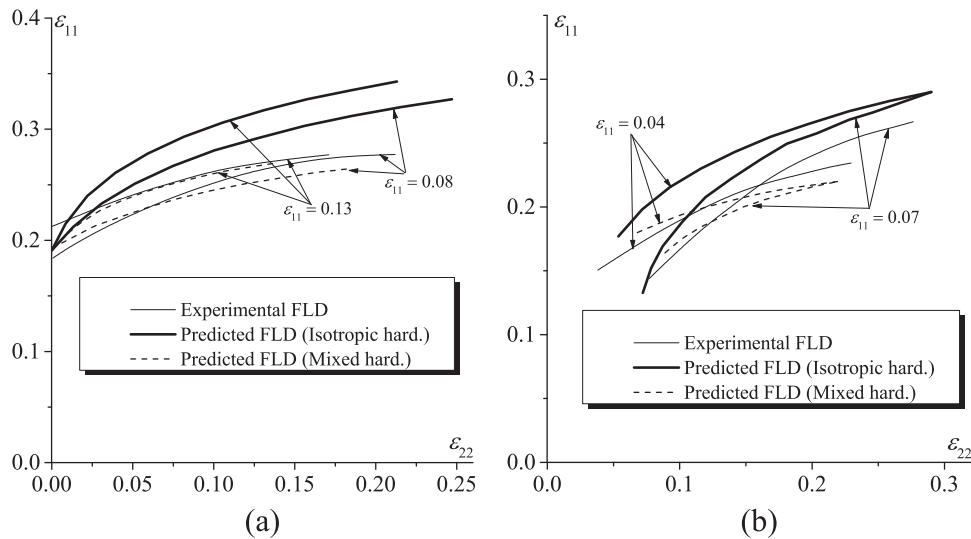 0.4
ε11
0.3
0.2
0.1
0.0
ε11 = 0.13
ε11 = 0.08
Experimental FLD
Predicted FLD (Isotropic hard.)
Predicted FLD (Mixed hard.)
ε22
0.00 0.05 0.10 0.15 0.20 0.25
(a)
ε11
0.3
0.2
0.1
0.0
ε11 = 0.04
ε11 = 0.07
Experimental FLD
Predicted FLD (Isotropic hard.)
Predicted FLD (Mixed hard.)
ε22
0.0 0.1 0.2 0.3
(b)